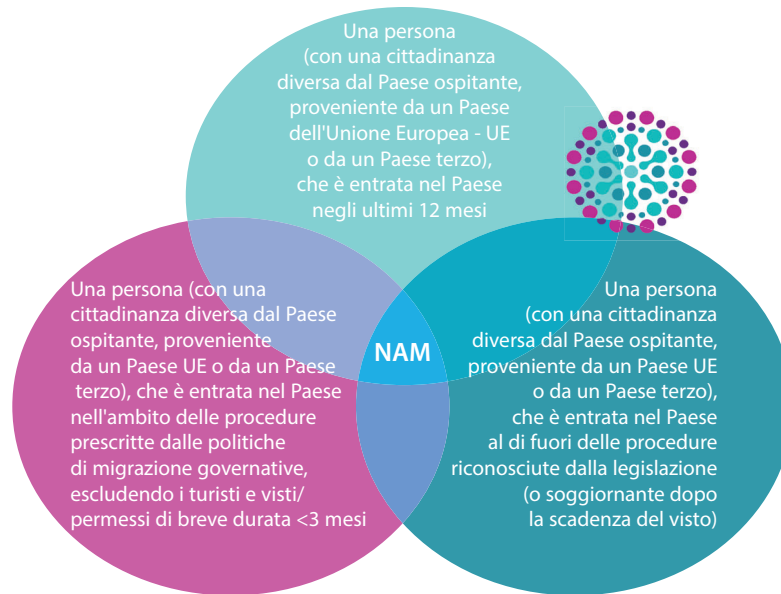 Una persona
(con una cittadinanza
diversa dal Paese ospitante,
proveniente da un Paese
dell'Unione Europea - UE
o da un Paese terzo),
che è entrata nel Paese
negli ultimi 12 mesi
Una persona (con una
cittadinanza diversa dal Paese
ospitante, proveniente
da un Paese UE o da un Paese
terzo), che è entrata nel Paese
nell'ambito delle procedure
prescritte dalle politiche
di migrazione governative,
escludendo i turisti e visti/
permessi di breve durata <3 mesi
NAM
Una persona
(con una cittadinanza
diversa dal Paese ospitante,
proveniente da un Paese UE
o da un Paese terzo),
che è entrata nel Paese
al di fuori delle procedure
riconosciute dalla legislazione
(o soggiornante dopo
la scadenza del visto)